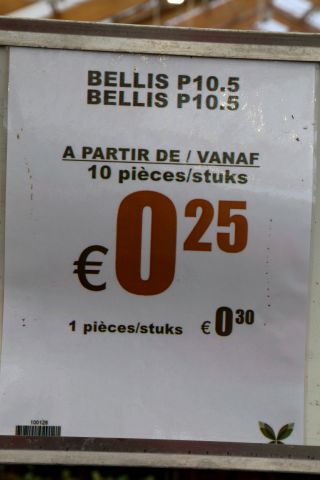 BELLIS P10.5
BELLIS P10.5
A PARTIR DE / VANAF
10 pièces/stuks
€ 0 25
1 pièces/stuks € 0 30
100126